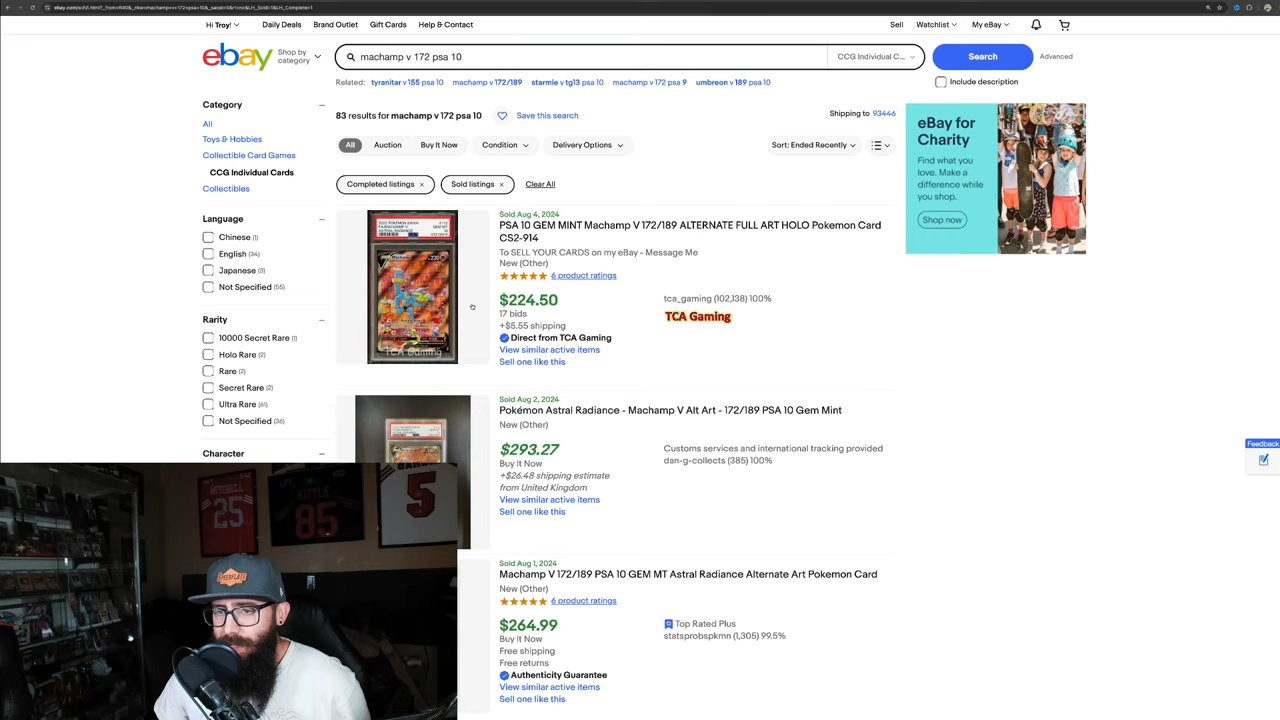 Hi Troy!
Daily Deals
Brand Outlet
Gift Cards
Help & Contact
Sell
Watchlist
My eBay
ebay
Shop by
category
machamp v 172 psa 10
CCG Individual C...
Search
Advanced
Related:
tyranitar v 155 psa 10
machamp v 172/189
starmie v tg13 psa 10
machamp v 172 psa 9
umbreon v 189 psa 10
Include description
Category
All
Toys & Hobbies
Collectible Card Games
CCG Individual Cards
Collectibles
Language
Chinese (1)
English (34)
Japanese (3)
Not Specified (55)
Rarity
10000 Secret Rare (1)
Holo Rare (2)
Rare (2)
Secret Rare (2)
Ultra Rare (61)
Not Specified (36)
Character
83 results for machamp v 172 psa 10
Save this search
Shipping to 93446
All
Auction
Buy It Now
Condition
Delivery Options
Sort: Ended Recently
Completed listings
Sold listings
Clear All
Sold Aug 4, 2024
PSA 10 GEM MINT Machamp V 172/189 ALTERNATE FULL ART HOLO Pokemon Card
CS2-914
To SELL YOUR CARDS on my eBay - Message Me
New (Other)
6 product ratings
$224.50
17 bids
+$5.55 shipping
Direct from TCA Gaming
View similar active items
Sell one like this
tca_gaming (102,138) 100%
TCA Gaming
TCA Gaming
Sold Aug 2, 2024
Pokémon Astral Radiance - Machamp V Alt Art - 172/189 PSA 10 Gem Mint
New (Other)
$293.27
Buy It Now
+$26.48 shipping estimate
from United Kingdom
View similar active items
Sell one like this
Customs services and international tracking provided
dan-g-collects (385) 100%
Sold Aug 1, 2024
Machamp V 172/189 PSA 10 GEM MT Astral Radiance Alternate Art Pokemon Card
New (Other)
6 product ratings
$264.99
Buy It Now
Free shipping
Free returns
Authenticity Guarantee
View similar active items
Sell one like this
Top Rated Plus
statsprobspkmn (1,305) 99.5%
eBay for
Charity
Find what you
love. Make a
difference while
you shop.
Shop now
Feedback
MITCHELL
25
KITTLE
85
5
SPEEDFLATE